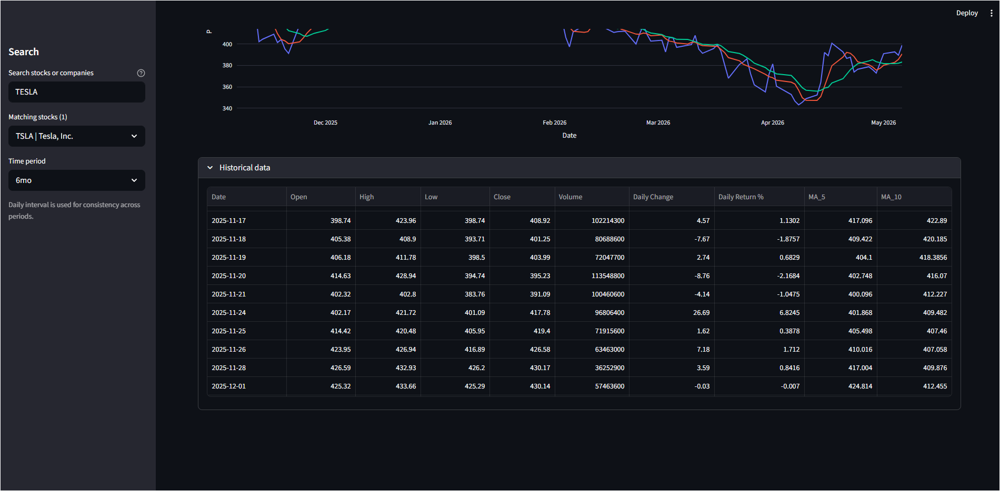 Deploy
Search
Search stocks or companies
TESLA
Matching stocks (1)
TSLA | Tesla, Inc.
Time period
6mo
Daily interval is used for consistency across
periods.
P
400
380
360
340
Dec 2025 Jan 2026 Feb 2026 Mar 2026 Apr 2026 May 2026
Date
Historical data
Date Open High Low Close Volume Daily Change Daily Return % MA_5 MA_10
2025-11-17 398.74 423.96 398.74 408.92 102214300 4.57 1.1302 417.096 422.89
2025-11-18 405.38 408.9 393.71 401.25 80688600 -7.67 -1.8757 409.422 420.185
2025-11-19 406.18 411.78 398.5 403.99 72047700 2.74 0.6829 404.1 418.3856
2025-11-20 414.63 428.94 394.74 395.23 113548800 -8.76 -2.1684 402.748 416.07
2025-11-21 402.32 402.8 383.76 391.09 100460600 -4.14 -1.0475 400.096 412.227
2025-11-24 402.17 421.72 401.09 417.78 96806400 26.69 6.8245 401.868 409.482
2025-11-25 414.42 420.48 405.95 419.4 71915600 1.62 0.3878 405.498 407.46
2025-11-26 423.95 426.94 416.89 426.58 63463000 7.18 1.712 410.016 407.058
2025-11-28 426.59 432.93 426.2 430.17 36252900 3.59 0.8416 417.004 409.876
2025-12-01 425.32 433.66 425.29 430.14 57463600 -0.03 -0.007 424.814 412.455